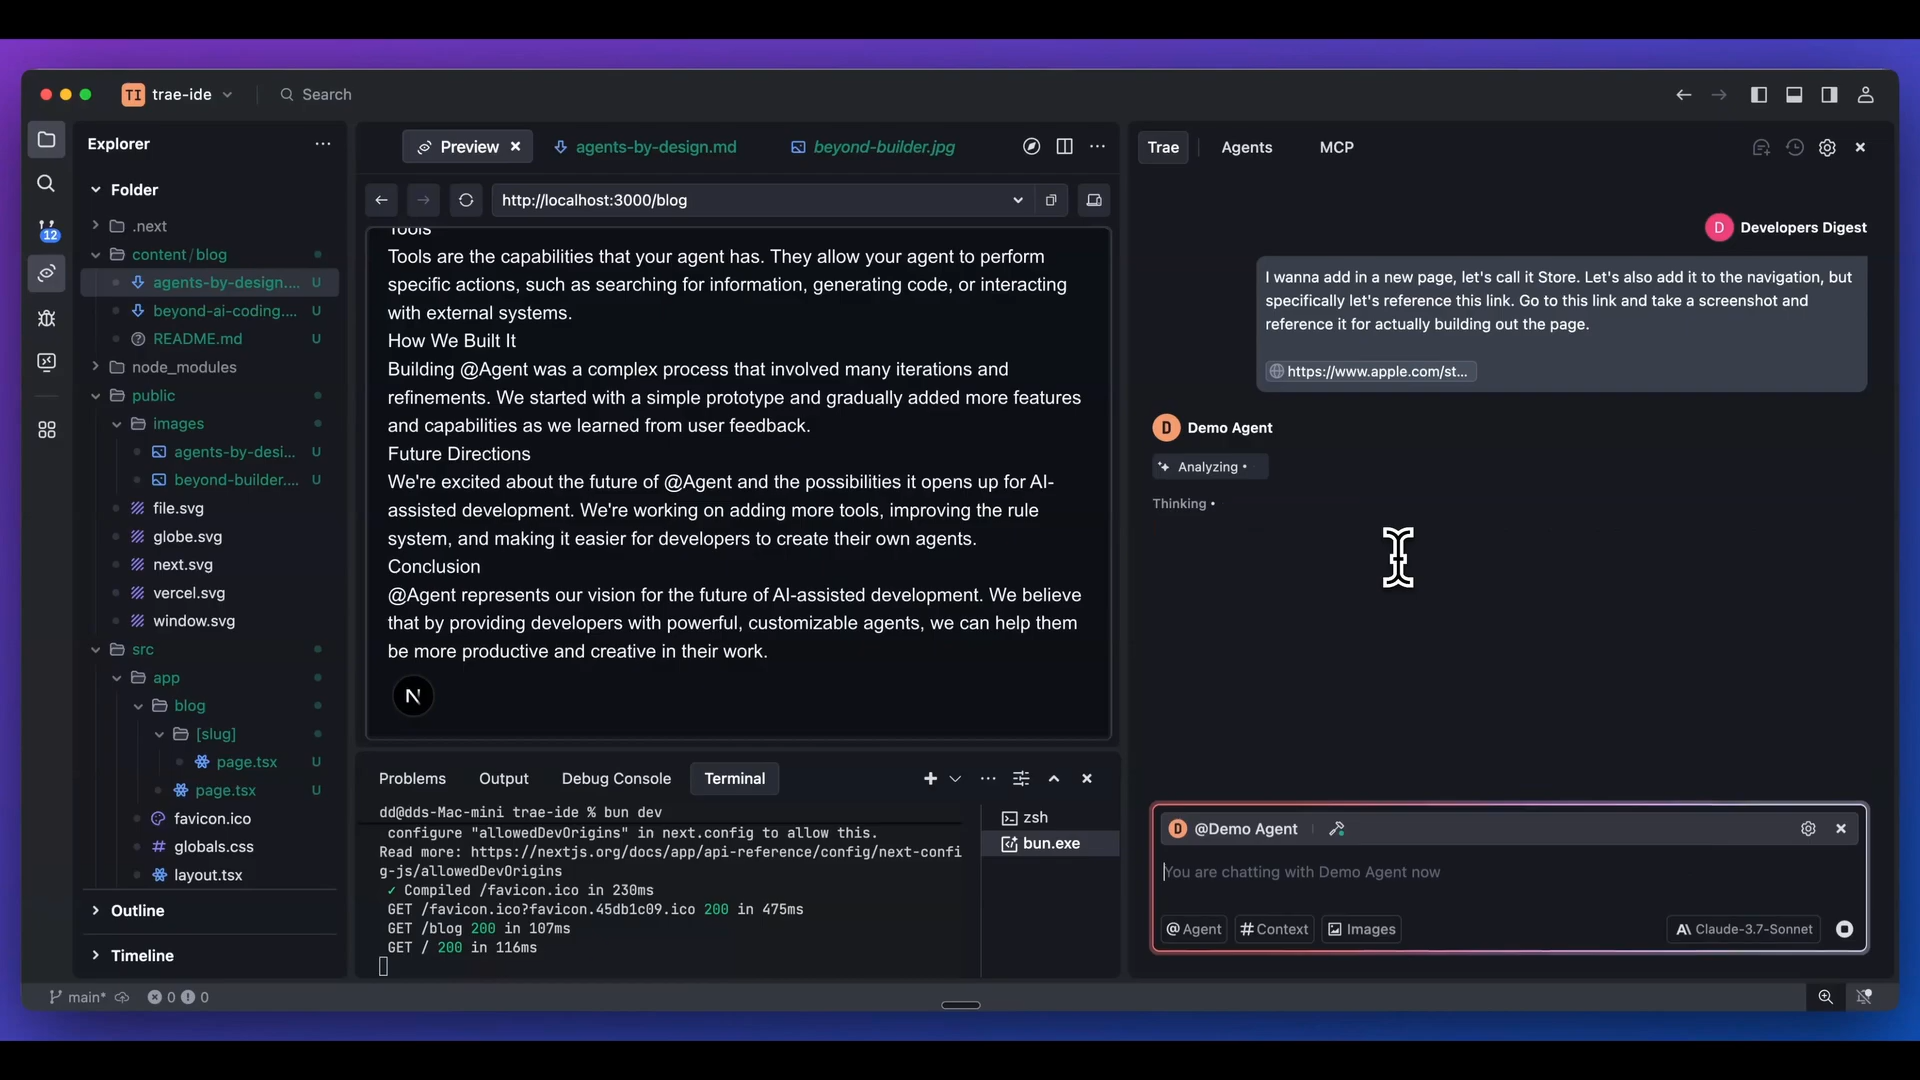 TI trae-ide
Search
Explorer
Folder
.next
content/blog
agents-by-design.... U
beyond-ai-coding.... U
README.md U
node_modules
public
images
agents-by-desi... U
beyond-builder.... U
file.svg
globe.svg
next.svg
vercel.svg
window.svg
src
app
blog
[slug]
page.tsx U
page.tsx U
favicon.ico
globals.css
layout.tsx
Outline
Timeline
12
Preview
agents-by-design.md
beyond-builder.jpg
http://localhost:3000/blog
Tools
Tools are the capabilities that your agent has. They allow your agent to perform
specific actions, such as searching for information, generating code, or interacting
with external systems.
How We Built It
Building @Agent was a complex process that involved many iterations and
refinements. We started with a simple prototype and gradually added more features
and capabilities as we learned from user feedback.
Future Directions
We're excited about the future of @Agent and the possibilities it opens up for AI-
assisted development. We're working on adding more tools, improving the rule
system, and making it easier for developers to create their own agents.
Conclusion
@Agent represents our vision for the future of AI-assisted development. We believe
that by providing developers with powerful, customizable agents, we can help them
be more productive and creative in their work.
N
Problems Output Debug Console Terminal
dd@dds-Mac-mini trae-ide % bun dev
configure "allowedDevOrigins" in next.config to allow this.
Read more: https://nextjs.org/docs/app/api-reference/config/next-confi
g-js/allowedDevOrigins
✓ Compiled /favicon.ico in 230ms
GET /favicon.ico?favicon.45db1c09.ico 200 in 475ms
GET /blog 200 in 107ms
GET / 200 in 116ms
zsh
bun.exe
Trae Agents MCP
D Developers Digest
I wanna add in a new page, let's call it Store. Let's also add it to the navigation, but
specifically let's reference this link. Go to this link and take a screenshot and
reference it for actually building out the page.
https://www.apple.com/st...
D Demo Agent
Analyzing •
Thinking •
D @Demo Agent
You are chatting with Demo Agent now
@ Agent # Context Images
Claude-3.7-Sonnet
main* 0 0